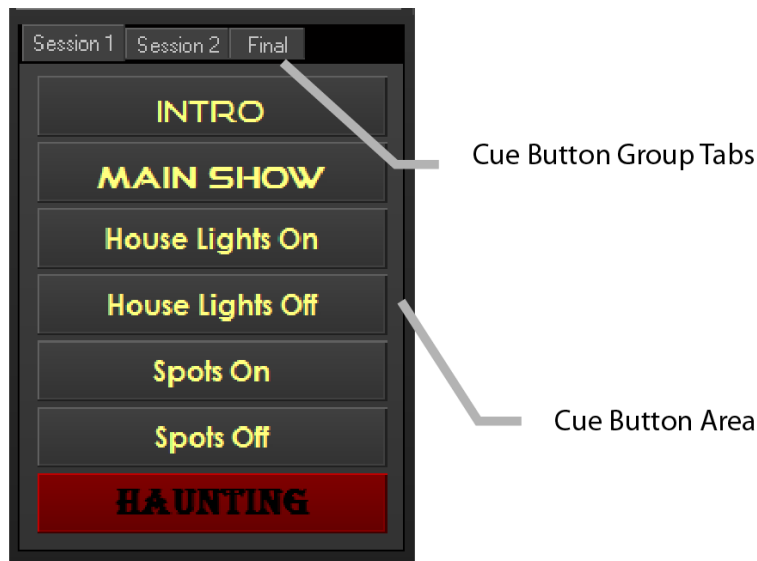 Session 1 Session 2 Final
INTRO
MAIN SHOW
Cue Button Group Tabs
House Lights On
House Lights Off
Spots On
Cue Button Area
Spots Off
HAUNTING